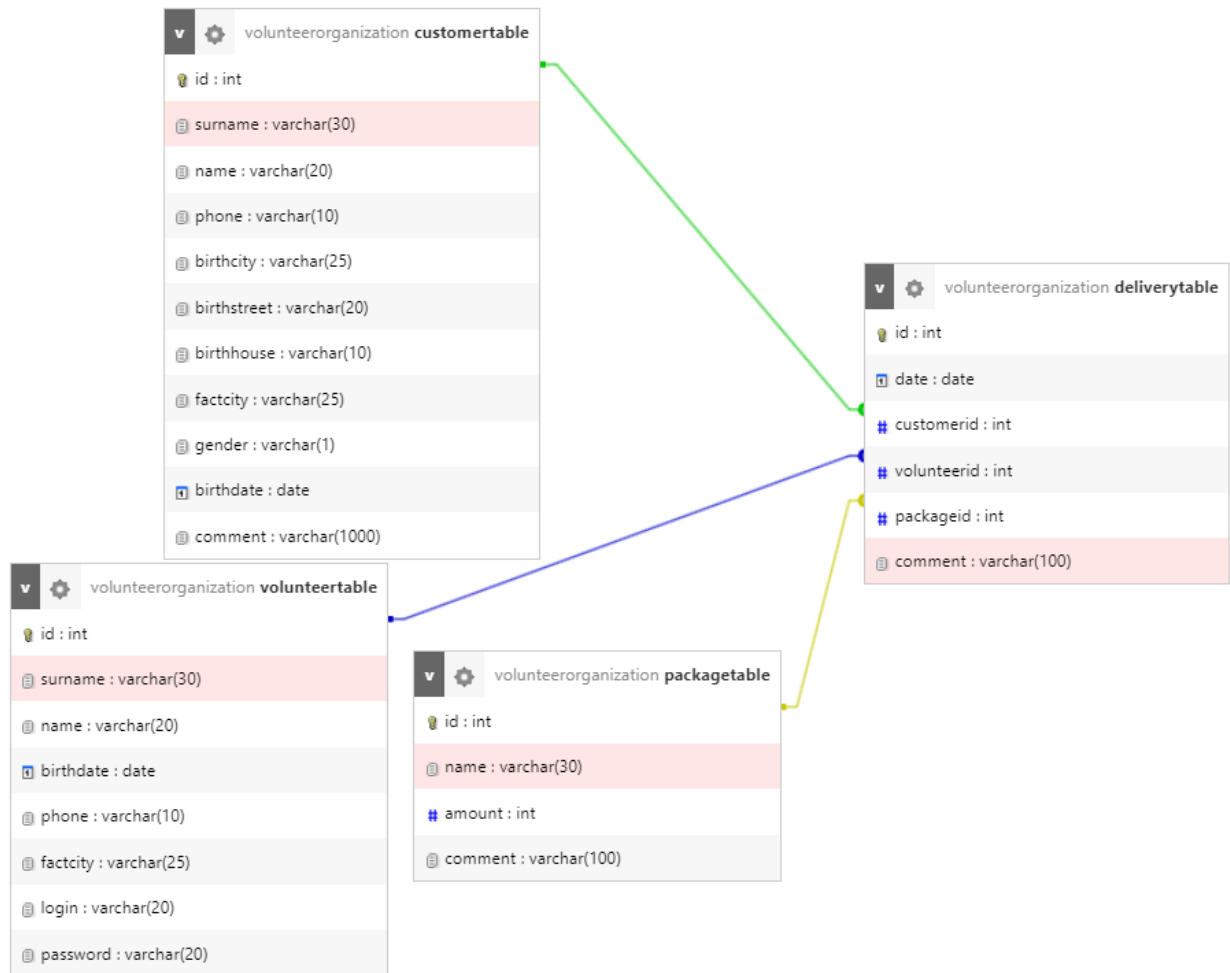 v volunteerorganization customertable
id : int
surname : varchar(30)
name : varchar(20)
phone : varchar(10)
birthcity : varchar(25)
birthstreet : varchar(20)
birthhouse : varchar(10)
factcity : varchar(25)
gender : varchar(1)
birthdate : date
comment : varchar(1000)
v volunteerorganization deliverytable
id : int
date : date
# customerid : int
# volunteerid : int
# packageid : int
comment : varchar(100)
v volunteerorganization volunteertable
id : int
surname : varchar(30)
name : varchar(20)
birthdate : date
phone : varchar(10)
factcity : varchar(25)
login : varchar(20)
password : varchar(20)
v volunteerorganization packagetable
id : int
name : varchar(30)
# amount : int
comment : varchar(100)